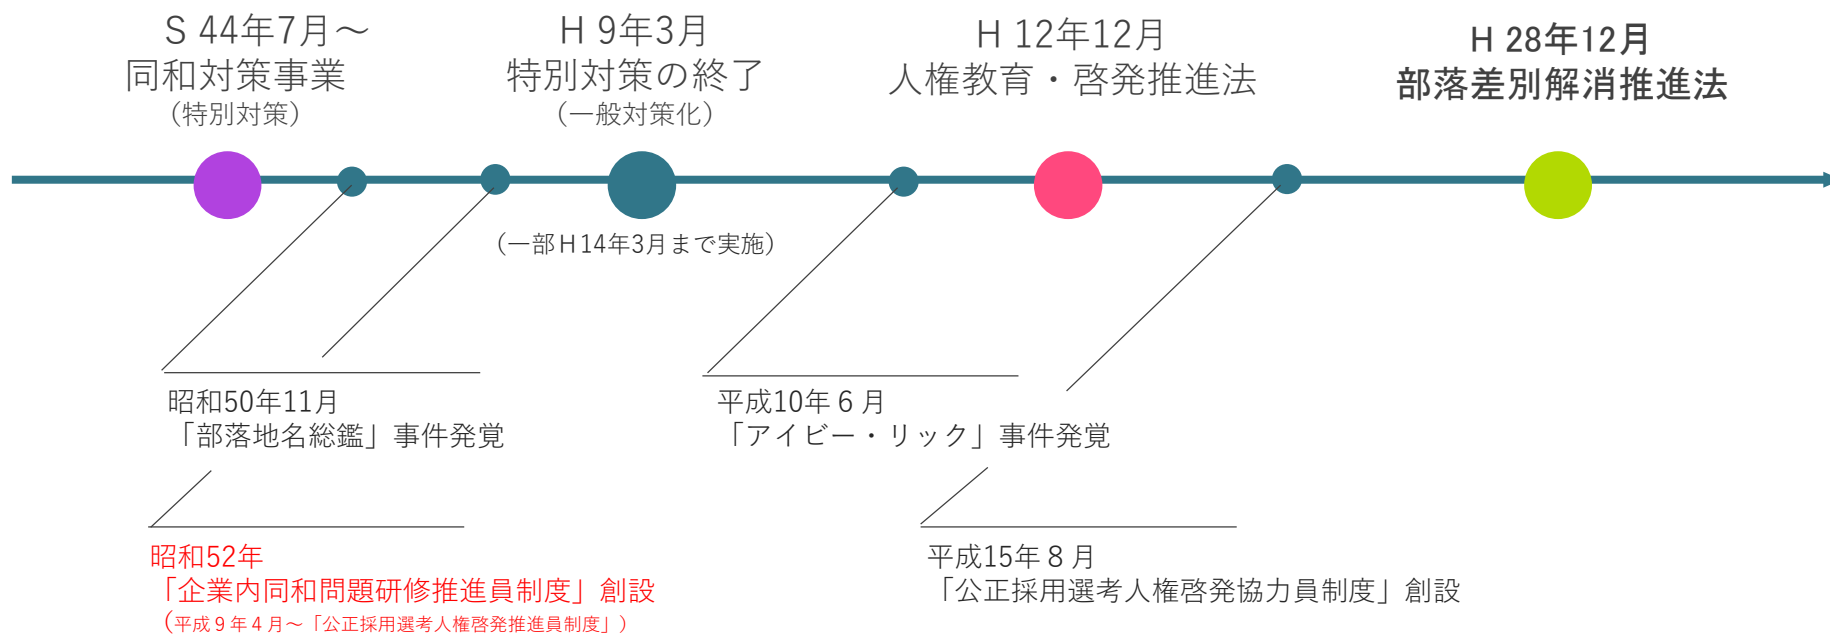 S 44年7月～
同和対策事業
（特別対策）
H 9年3月
特別対策の終了
（一般対策化）
H 12年12月
人権教育・啓発推進法
H 28年12月
部落差別解消推進法
（一部H14年3月まで実施）
昭和50年11月
「部落地名総鑑」事件発覚
平成10年６月
「アイビー・リック」事件発覚
昭和52年
「企業内同和問題研修推進員制度」創設
（平成９年４月～「公正採用選考人権啓発推進員制度」）
平成15年８月
「公正採用選考人権啓発協力員制度」創設